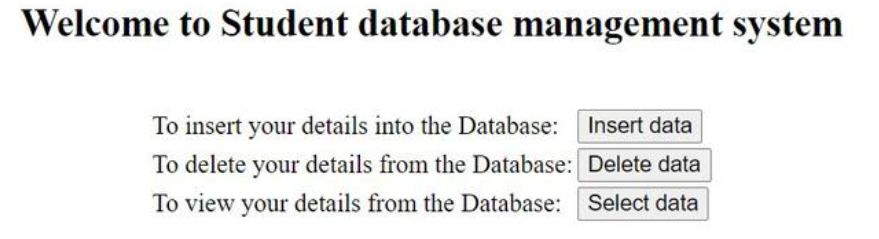 Welcome to Student database management system
To insert your details into the Database: Insert data
To delete your details from the Database: Delete data
To view your details from the Database: Select data